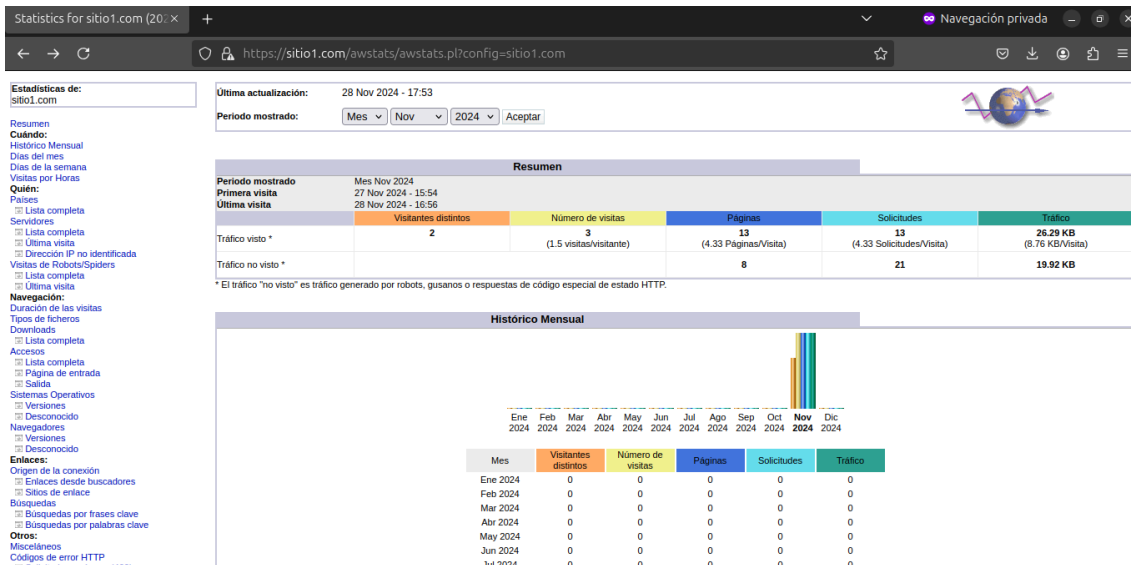 Statistics for sitio1.com (202
Navegación privada
https://sitio1.com/awstats/awstats.pl?config=sitio1.com
Estadísticas de:
sitio1.com
Resumen
Cuándo:
Histórico Mensual
Días del mes
Días de la semana
Visitas por Horas
Quién:
Países
Lista completa
Servidores
Lista completa
Última visita
Dirección IP no identificada
Visitas de Robots/Spiders
Lista completa
Última visita
Navegación:
Duración de las visitas
Tipos de ficheros
Downloads
Lista completa
Accesos
Lista completa
Página de entrada
Salida
Sistemas Operativos
Versiones
Desconocido
Navegadores
Versiones
Desconocido
Enlaces:
Origen de la conexión
Enlaces desde buscadores
Sitios de enlace
Búsquedas
Búsquedas por frases clave
Búsquedas por palabras clave
Otros:
Misceláneos
Códigos de error HTTP
Última actualización: 28 Nov 2024 - 17:53
Periodo mostrado: Mes Nov 2024 Aceptar
Resumen
Periodo mostrado Mes Nov 2024
Primera visita 27 Nov 2024 - 15:54
Última visita 28 Nov 2024 - 16:56
Visitantes distintos Número de visitas Páginas Solicitudes Tráfico
Tráfico visto * 2 3 13 13 26.29 KB
(1.5 visitas/visitante) (4.33 Páginas/Visita) (4.33 Solicitudes/Visita) (8.76 KB/Visita)
Tráfico no visto * 8 21 19.92 KB
* El tráfico "no visto" es tráfico generado por robots, gusanos o respuestas de código especial de estado HTTP.
Histórico Mensual
Ene Feb Mar Abr May Jun Jul Ago Sep Oct Nov Dic
2024 2024 2024 2024 2024 2024 2024 2024 2024 2024 2024 2024
Mes Visitantes distintos Número de visitas Páginas Solicitudes Tráfico
Ene 2024 0 0 0 0 0
Feb 2024 0 0 0 0 0
Mar 2024 0 0 0 0 0
Abr 2024 0 0 0 0 0
May 2024 0 0 0 0 0
Jun 2024 0 0 0 0 0
Jul 2024 0 0 0 0 0